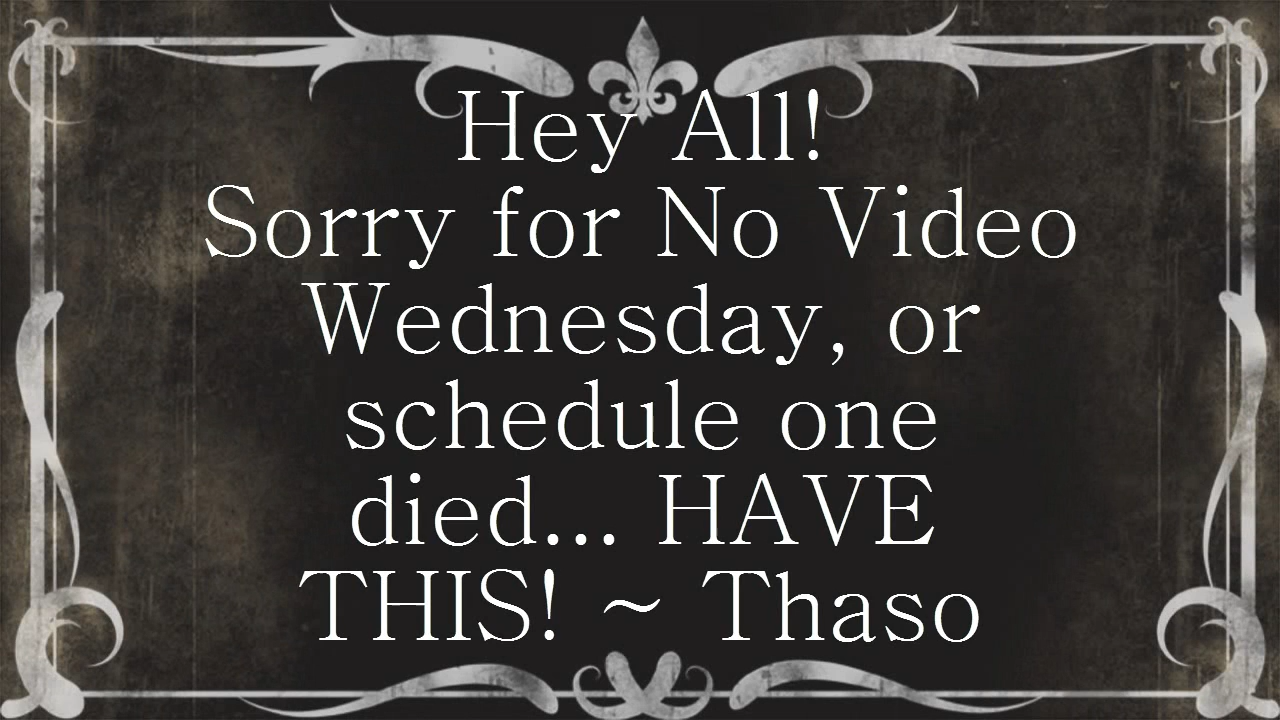 Hey All!
Sorry for No Video
Wednesday, or
schedule one
died... HAVE
THIS! ~ Thaso